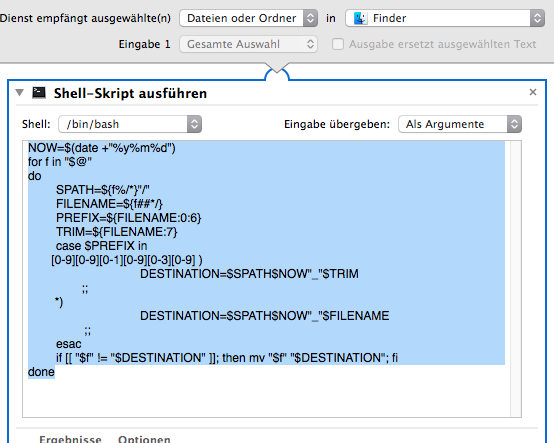 Dienst empfängt ausgewählte(n) Dateien oder Ordner in Finder
Eingabe 1 Gesamte Auswahl Ausgabe ersetzt ausgewählten Text
Shell-Skript ausführen
Shell: /bin/bash Eingabe übergeben: Als Argumente
NOW=$(date +"%y%m%d")
for f in "$@"
do
SPATH=${f%/*}"/"
FILENAME=${f##*/}
PREFIX=${FILENAME:0:6}
TRIM=${FILENAME:7}
case $PREFIX in
[0-9][0-9][0-1][0-9][0-3][0-9] )
DESTINATION=$SPATH$NOW"_"$TRIM
;;
*)
DESTINATION=$SPATH$NOW"_"$FILENAME
;;
esac
if [[ "$f" != "$DESTINATION" ]]; then mv "$f" "$DESTINATION"; fi
done
Ergebnisse Optionen